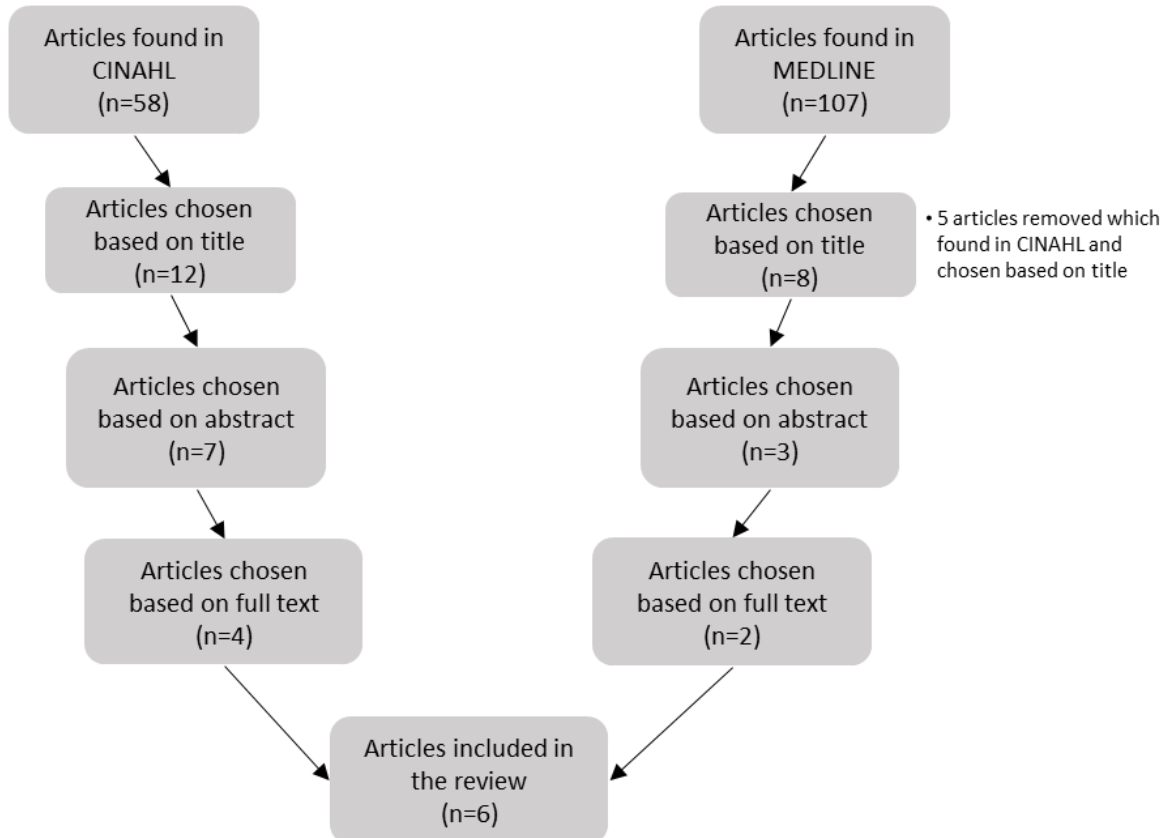 Articles found in
CINAHL
(n=58)
Articles found in
MEDLINE
(n=107)
Articles chosen
based on title
(n=12)
Articles chosen
based on title
(n=8)
• 5 articles removed which
found in CINAHL and
chosen based on title
Articles chosen
based on abstract
(n=7)
Articles chosen
based on abstract
(n=3)
Articles chosen
based on full text
(n=4)
Articles chosen
based on full text
(n=2)
Articles included in
the review
(n=6)